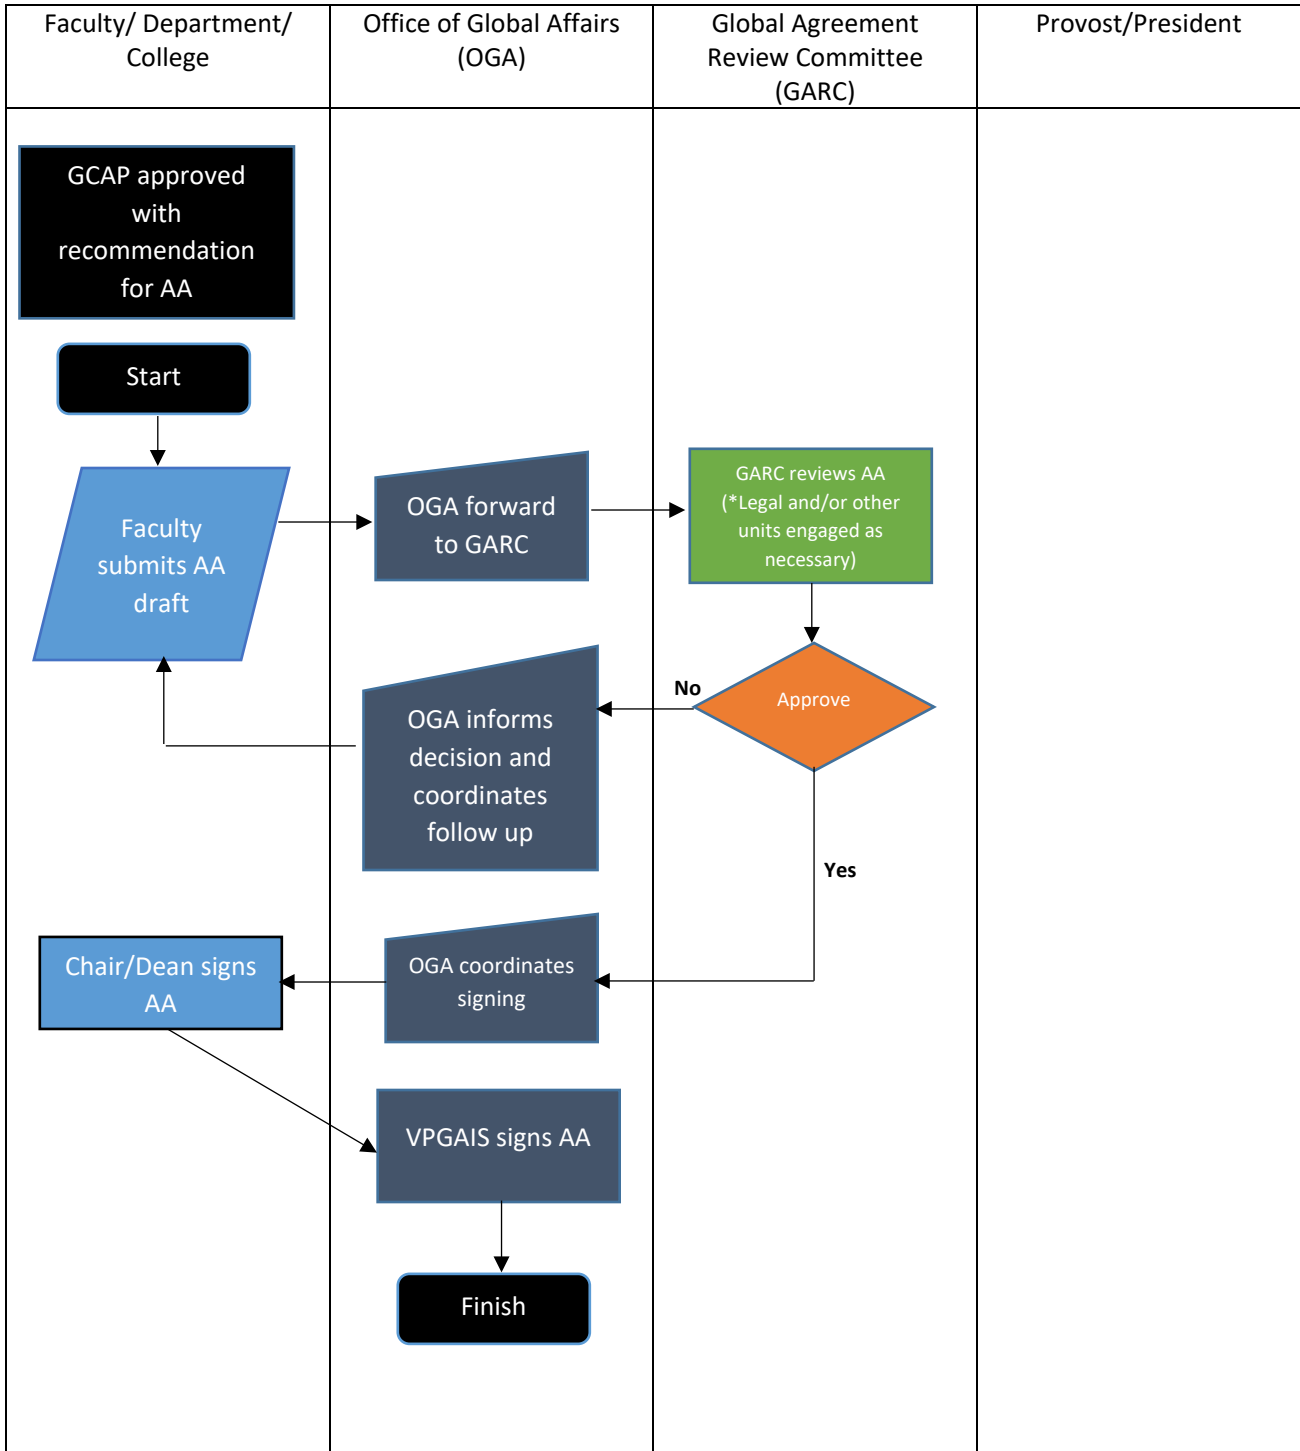 Faculty/ Department/
College
Office of Global Affairs
(OGA)
Global Agreement
Review Committee
(GARC)
Provost/President
GCAP approved
with
recommendation
for AA
Start
Faculty
submits AA
draft
OGA forward
to GARC
GARC reviews AA
(*Legal and/or other
units engaged as
necessary)
Approve
No
OGA informs
decision and
coordinates
follow up
Yes
OGA coordinates
signing
Chair/Dean signs
AA
VPGAIS signs AA
Finish